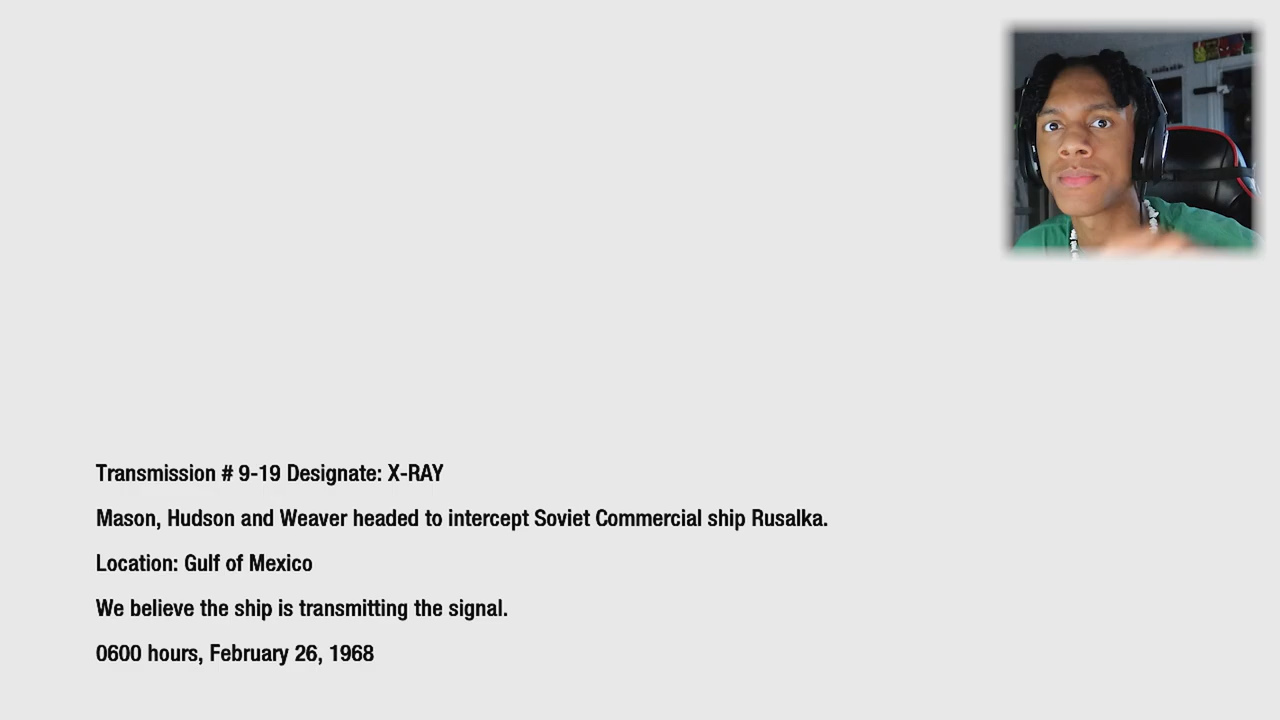 Transmission # 9-19 Designate: X-RAY
Mason, Hudson and Weaver headed to intercept Soviet Commercial ship Rusalka.
Location: Gulf of Mexico
We believe the ship is transmitting the signal.
0600 hours, February 26, 1968